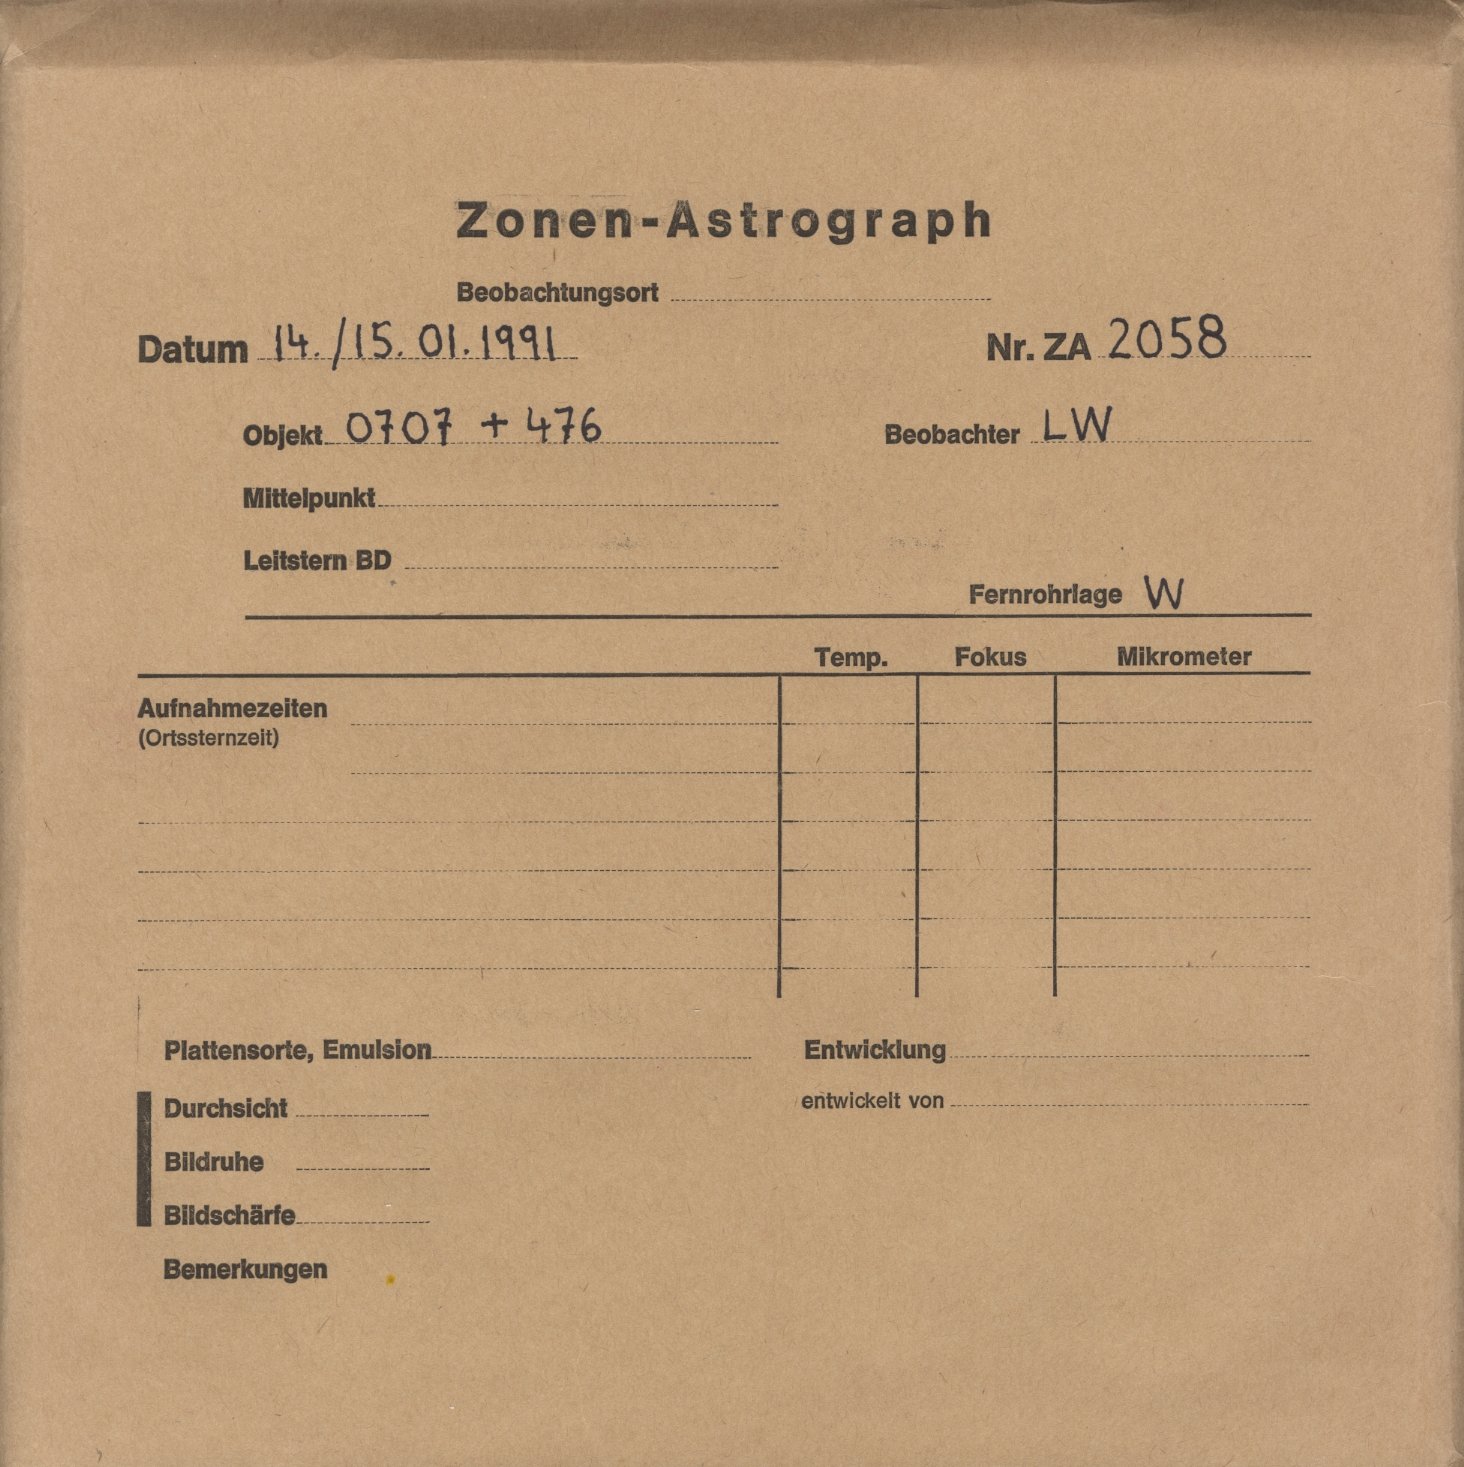 Zonen-Astrograph
Beobachtungsort
Datum 14./15.01.1991 Nr. ZA 2058
Objekt 0707 + 476 Beobachter LW
Mittelpunkt
Leitstern BD
Fernrohrlage W
Temp. Fokus Mikrometer
Aufnahmezeiten
(Ortssternzeit)
Plattensorte, Emulsion Entwicklung
Durchsicht entwickelt von
Bildruhe
Bildschärfe
Bemerkungen